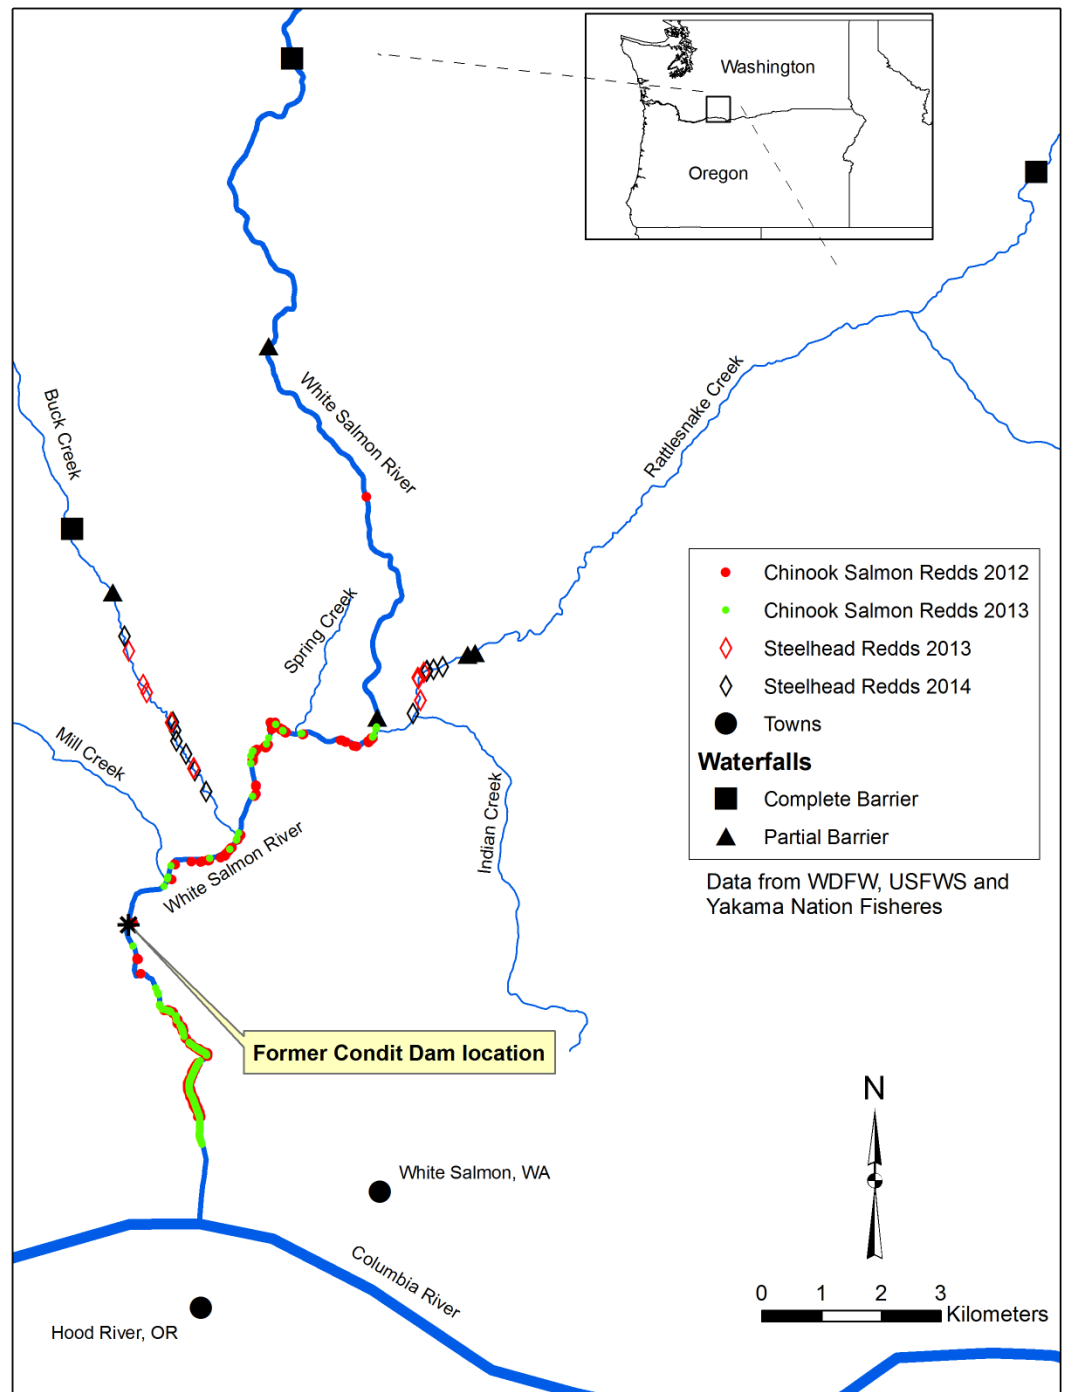 Washington
Oregon
Buck Creek
White Salmon River
Rattlesnake Creek
Spring Creek
Mill Creek
White Salmon River
Indian Creek
Chinook Salmon Redds 2012
Chinook Salmon Redds 2013
Steelhead Redds 2013
Steelhead Redds 2014
Towns
Waterfalls
Complete Barrier
Partial Barrier
Data from WDFW, USFWS and
Yakama Nation Fisheres
Former Condit Dam location
N
White Salmon, WA
Columbia River
Hood River, OR
0 1 2 3
Kilometers